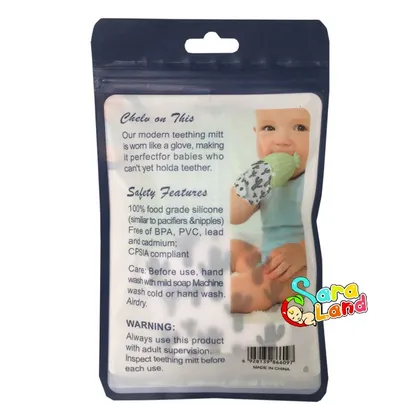 Chelv on This
Our modern teething mitt
is worn like a glove, making
it perfectfor babies who
can't yet holda teether.
Safety Features
100% food grade silicone
(similar to pacifiers &nipples)
Free of BPA, PVC, lead
and cadmium;
CPSIA compliant
Care: Before use, hand
wash with mild soap Machine
wash cold or hand wash.
Airdry.
WARNING:
Always use this product
with adult supervision.
Inspect teething mitt before
each use.
Sara
Land
MADE IN CHINA